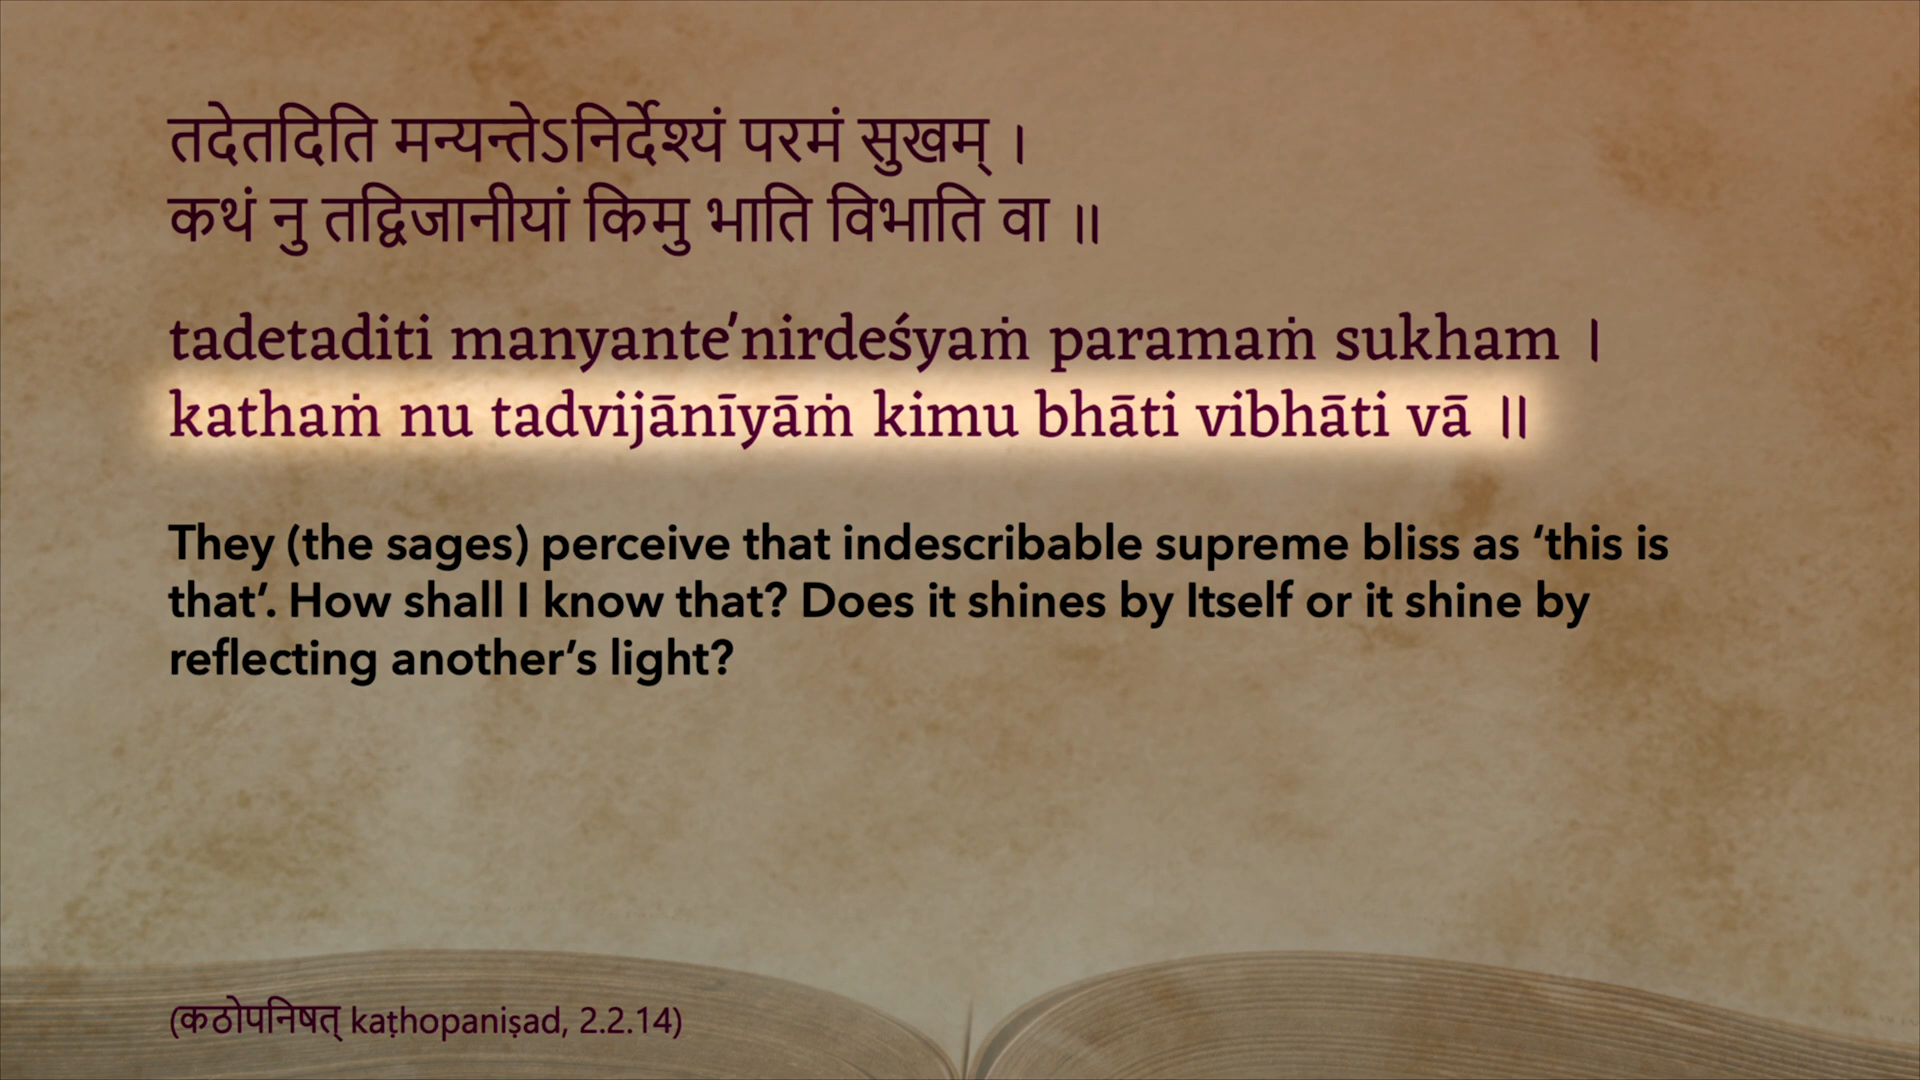 तदेतदिति मन्यन्तेऽनिर्देश्यं परमं सुखम् ।
कथं नु तद्विजानीयां किमु भाति विभाति वा ॥
tadetaditi manyante’nirdeśyaṁ paramaṁ sukham ।
kathaṁ nu tadvijānīyāṁ kimu bhāti vibhāti vā ॥
They (the sages) perceive that indescribable supreme bliss as ‘this is
that’. How shall I know that? Does it shines by Itself or it shine by
reflecting another’s light?
(कठोपनिषत् kaṭhopaniṣad, 2.2.14)